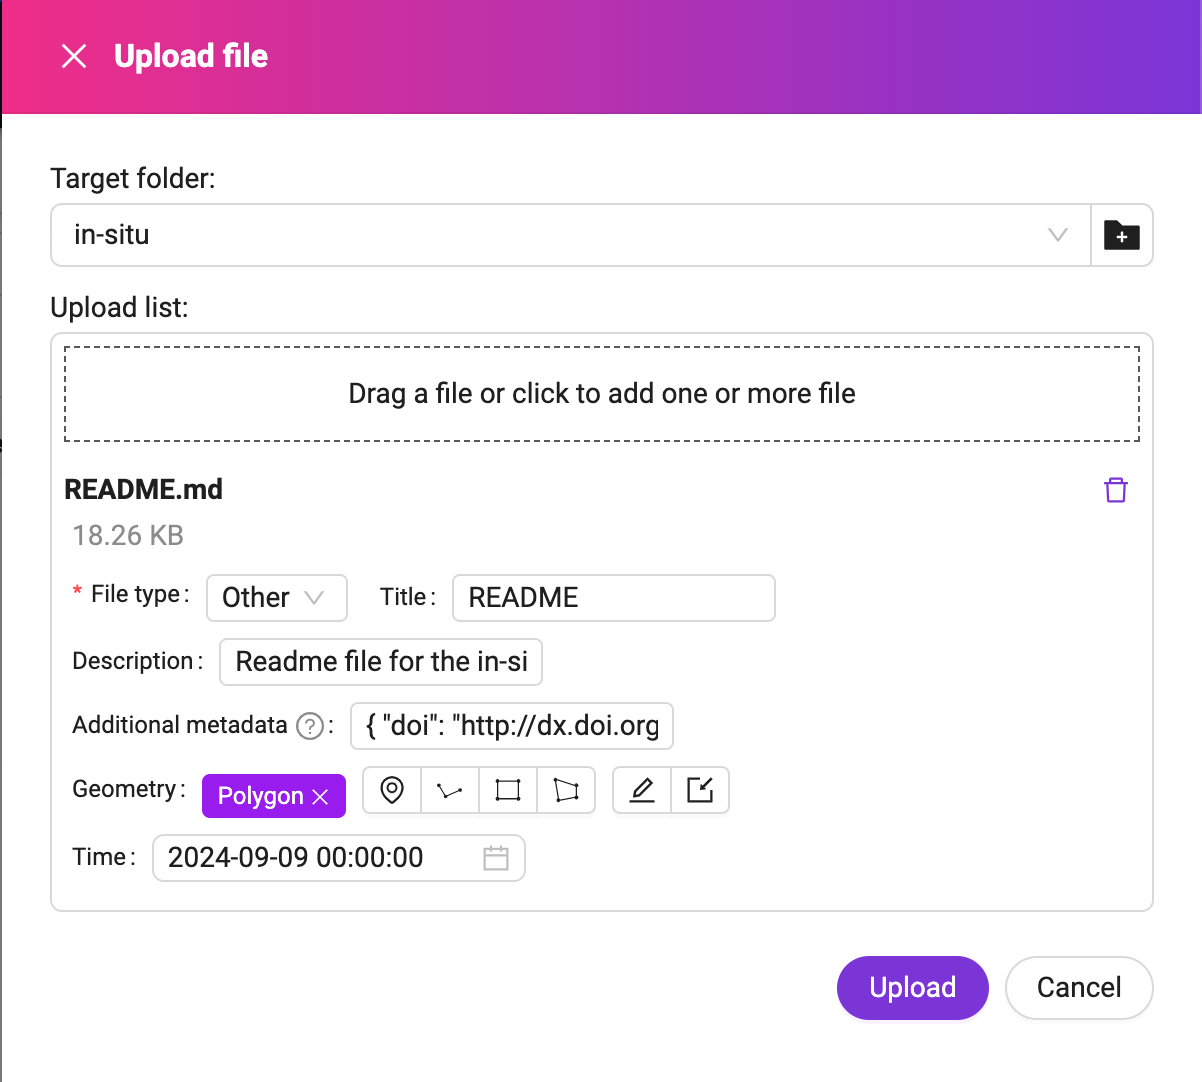 Upload file
Target folder:
in-situ
Upload list:
Drag a file or click to add one or more file
README.md
18.26 KB
* File type : Other Title : README
Description : Readme file for the in-si
Additional metadata ? : { "doi": "http://dx.doi.org
Geometry : Polygon
Time : 2024-09-09 00:00:00
Upload Cancel